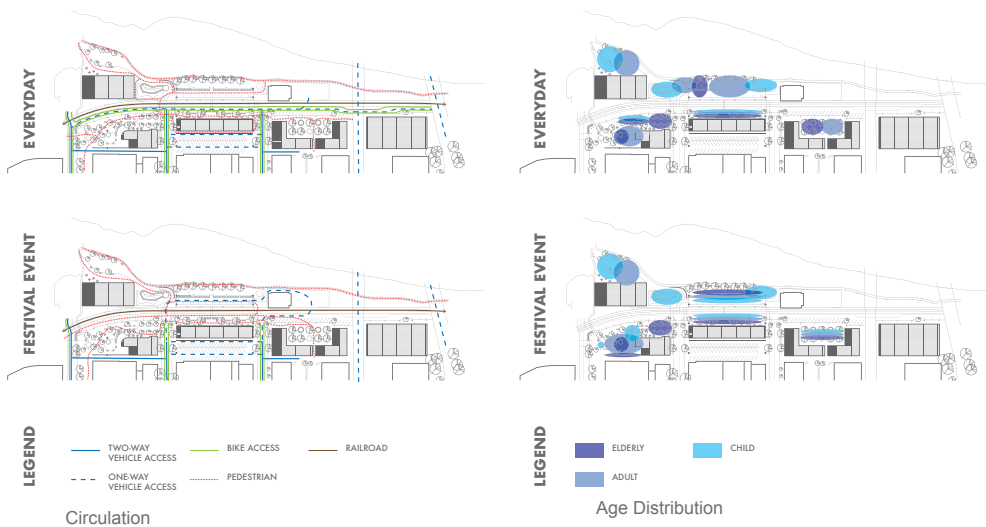 EVERYDAY
EVERYDAY
FESTIVAL EVENT
FESTIVAL EVENT
LEGEND
TWO-WAY
VEHICLE ACCESS
BIKE ACCESS
RAILROAD
ONE-WAY
VEHICLE ACCESS
PEDESTRIAN
Circulation
LEGEND
ELDERLY
CHILD
ADULT
Age Distribution